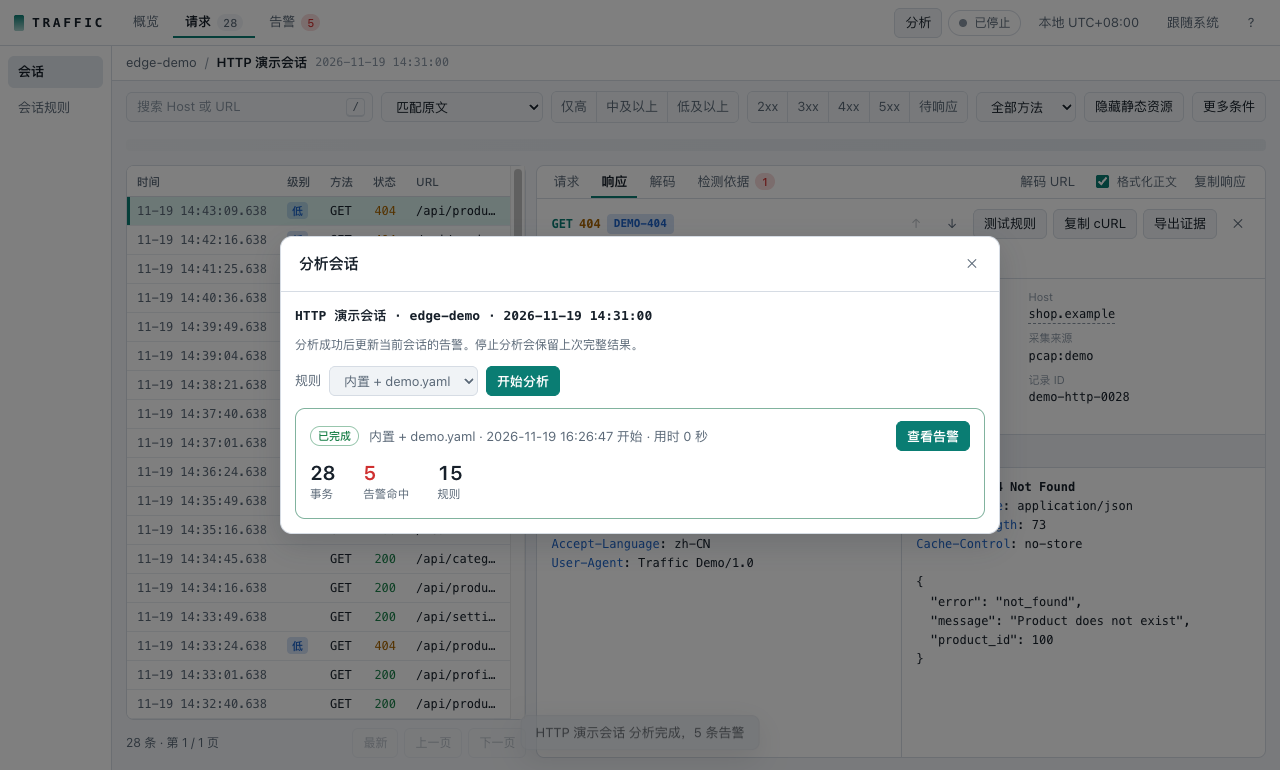 TRAFFIC 概览 请求 28 告警 5 分析 已停止 本地 UTC+08:00 跟随系统 ?
会话
会话规则
edge-demo / HTTP 演示会话 2026-11-19 14:31:00
搜索 Host 或 URL / 匹配原文 仅高 中及以上 低及以上 2xx 3xx 4xx 5xx 待响应 全部方法 隐藏静态资源 更多条件
时间 级别 方法 状态 URL
11-19 14:43:09.638 低 GET 404 /api/produ…
11-19 14:42:16.638
11-19 14:41:25.638
11-19 14:40:36.638
11-19 14:39:49.638
11-19 14:39:04.638
11-19 14:38:21.638
11-19 14:37:40.638
11-19 14:37:01.638
11-19 14:36:24.638
11-19 14:35:49.638
11-19 14:35:16.638
11-19 14:34:45.638 GET 200 /api/categ…
11-19 14:34:16.638 GET 200 /api/produ…
11-19 14:33:49.638 GET 200 /api/setti…
11-19 14:33:24.638 低 GET 404 /api/produ…
11-19 14:33:01.638 GET 200 /api/profi…
11-19 14:32:40.638 GET 200 /api/produ…
28 条 · 第 1 / 1 页 最新 上一页 下一页
请求 响应 解码 检测依据 1 解码 URL 格式化正文 复制响应
GET 404 DEMO-404 ↑ ↓ 测试规则 复制 cURL 导出证据 ×
Host
shop.example
采集来源
pcap:demo
记录 ID
demo-http-0028
分析会话 ×
HTTP 演示会话 · edge-demo · 2026-11-19 14:31:00
分析成功后更新当前会话的告警。停止分析会保留上次完整结果。
规则 内置 + demo.yaml 开始分析
已完成 内置 + demo.yaml · 2026-11-19 16:26:47 开始 · 用时 0 秒 查看告警
28 5 15
事务 告警命中 规则
Accept-Language: zh-CN
User-Agent: Traffic Demo/1.0
4 Not Found
e: application/json
gth: 73
Cache-Control: no-store
{
"error": "not_found",
"message": "Product does not exist",
"product_id": 100
}
HTTP 演示会话 分析完成，5 条告警